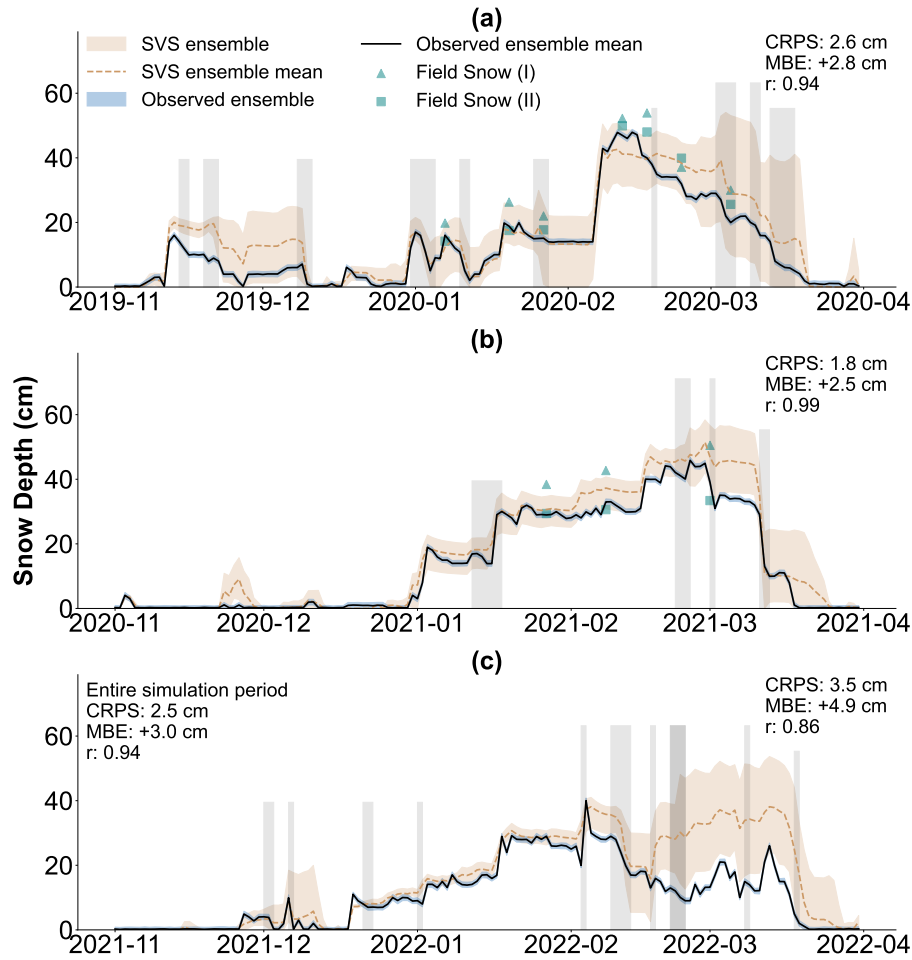 (a)
SVS ensemble
SVS ensemble mean
Observed ensemble
Observed ensemble mean
Field Snow (I)
Field Snow (II)
CRPS: 2.6 cm
MBE: +2.8 cm
r: 0.94
60
40
20
0
2019-11
2019-12
2020-01
2020-02
2020-03
2020-04
(b)
CRPS: 1.8 cm
MBE: +2.5 cm
r: 0.99
Snow Depth (cm)
60
40
20
0
2020-11
2020-12
2021-01
2021-02
2021-03
2021-04
(c)
Entire simulation period
CRPS: 2.5 cm
MBE: +3.0 cm
r: 0.94
CRPS: 3.5 cm
MBE: +4.9 cm
r: 0.86
60
40
20
0
2021-11
2021-12
2022-01
2022-02
2022-03
2022-04